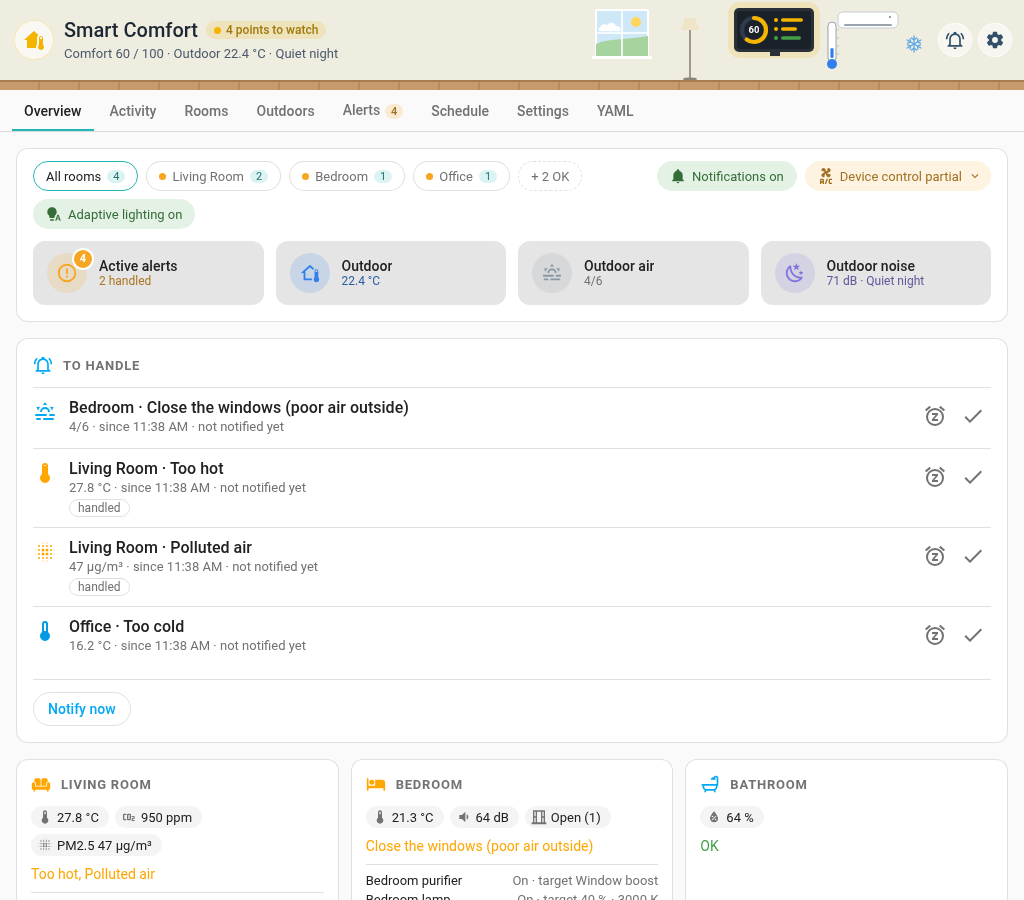 Smart Comfort
4 points to watch
Comfort 60 / 100 · Outdoor 22.4 °C · Quiet night
60
Overview
Activity
Rooms
Outdoors
Alerts 4
Schedule
Settings
YAML
All rooms 4
Living Room 2
Bedroom 1
Office 1
+ 2 OK
Notifications on
A/C
Device control partial
A
Adaptive lighting on
4
Active alerts
2 handled
Outdoor
22.4 °C
Outdoor air
4/6
Outdoor noise
71 dB · Quiet night
TO HANDLE
Bedroom · Close the windows (poor air outside)
4/6 · since 11:38 AM · not notified yet
Living Room · Too hot
27.8 °C · since 11:38 AM · not notified yet
handled
Living Room · Polluted air
47 µg/m³ · since 11:38 AM · not notified yet
handled
Office · Too cold
16.2 °C · since 11:38 AM · not notified yet
Notify now
LIVING ROOM
27.8 °C
CO₂ 950 ppm
PM2.5 47 µg/m³
Too hot, Polluted air
BEDROOM
21.3 °C
64 dB
Open (1)
Close the windows (poor air outside)
Bedroom purifier On · target Window boost
Bedroom lamp On · target 40 % · 3000 K
BATHROOM
64 %
OK